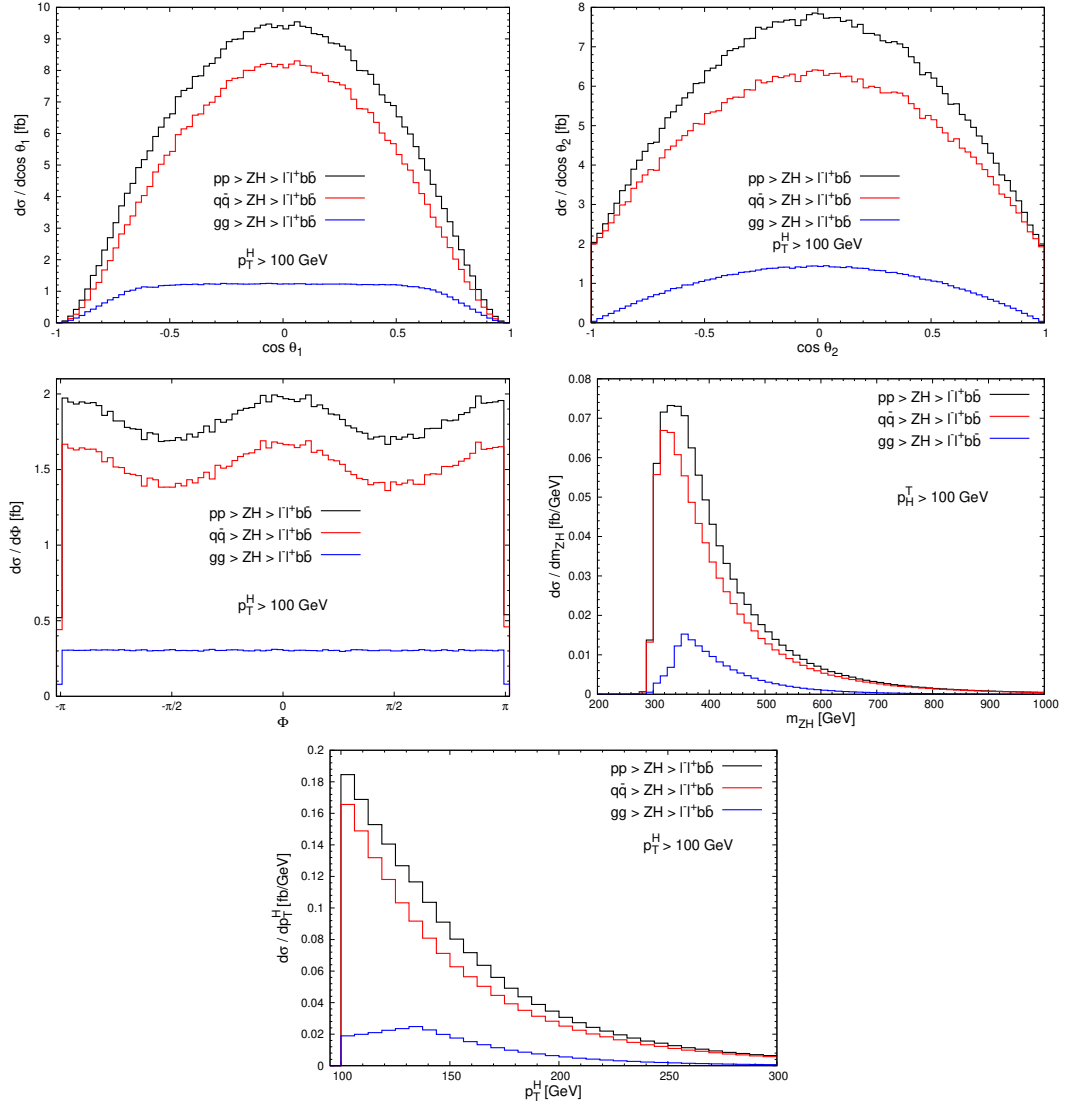 dσ / dcos θ1 [fb]
10
9
8
7
6
5
4
3
2
1
0
pp > ZH > l⁻l⁺bb̄
qq̄ > ZH > l⁻l⁺bb̄
gg > ZH > l⁻l⁺bb̄
p_T^H > 100 GeV
-1 -0.5 0 0.5 1
cos θ1
dσ / dcos θ2 [fb]
8
7
6
5
4
3
2
1
0
pp > ZH > l⁻l⁺bb̄
qq̄ > ZH > l⁻l⁺bb̄
gg > ZH > l⁻l⁺bb̄
p_T^H > 100 GeV
-1 -0.5 0 0.5 1
cos θ2
dσ / dΦ [fb]
2
1.5
1
0.5
0
pp > ZH > l⁻l⁺bb̄
qq̄ > ZH > l⁻l⁺bb̄
gg > ZH > l⁻l⁺bb̄
p_T^H > 100 GeV
-π -π/2 0 π/2 π
Φ
dσ / dm_ZH [fb/GeV]
0.08
0.07
0.06
0.05
0.04
0.03
0.02
0.01
0
pp > ZH > l⁻l⁺bb̄
qq̄ > ZH > l⁻l⁺bb̄
gg > ZH > l⁻l⁺bb̄
p_H^T > 100 GeV
200 300 400 500 600 700 800 900 1000
m_ZH [GeV]
dσ / dp_T^H [fb/GeV]
0.2
0.18
0.16
0.14
0.12
0.1
0.08
0.06
0.04
0.02
0
pp > ZH > l⁻l⁺bb̄
qq̄ > ZH > l⁻l⁺bb̄
gg > ZH > l⁻l⁺bb̄
p_T^H > 100 GeV
100 150 200 250 300
p_T^H [GeV]